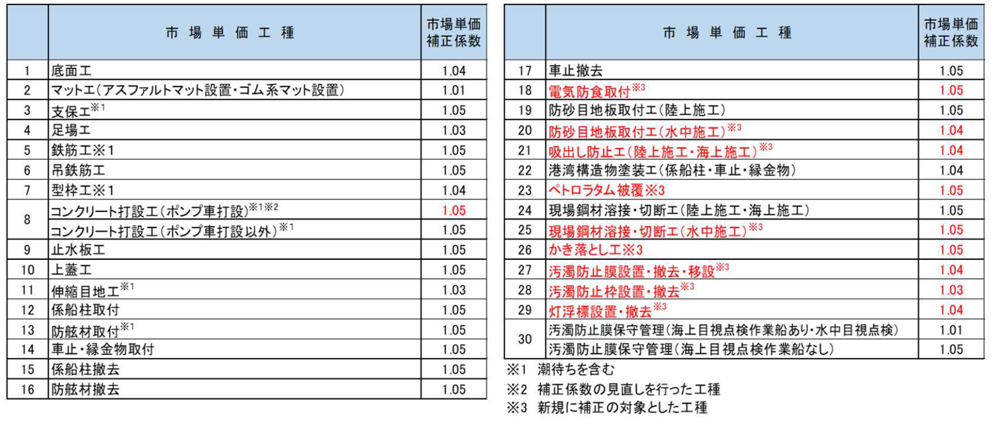 市場単価工種 市場単価
補正係数
1 底面工 1.04
2 マット工(アスファルトマット設置・ゴム系マット設置) 1.01
3 支保工※1 1.05
4 足場工 1.03
5 鉄筋工※1 1.05
6 吊鉄筋工 1.05
7 型枠工※1 1.04
8 コンクリート打設工(ポンプ車打設)※1※2 1.05
コンクリート打設工(ポンプ車打設以外)※1 1.05
9 止水板工 1.05
10 上蓋工 1.05
11 伸縮目地工※1 1.03
12 係船柱取付 1.05
13 防舷材取付※1 1.05
14 車止・縁金物取付 1.05
15 係船柱撤去 1.05
16 防舷材撤去 1.05
市場単価工種 市場単価
補正係数
17 車止撤去 1.05
18 電気防食取付※3 1.05
19 防砂目地板取付工(陸上施工) 1.05
20 防砂目地板取付工(水中施工)※3 1.04
21 吸出し防止工(陸上施工・海上施工)※3 1.04
22 港湾構造物塗装工(係船柱・車止・縁金物) 1.04
23 ペトロラタム被覆※3 1.05
24 現場鋼材溶接・切断工(陸上施工・海上施工) 1.05
25 現場鋼材溶接・切断工(水中施工)※3 1.05
26 かき落とし工※3 1.05
27 汚濁防止膜設置・撤去・移設※3 1.04
28 汚濁防止枠設置・撤去※3 1.03
29 灯浮標設置・撤去※3 1.04
30 汚濁防止膜保守管理(海上目視点検作業船あり・水中目視点検) 1.01
汚濁防止膜保守管理(海上目視点検作業船なし) 1.05
※1 潮待ちを含む
※2 補正係数の見直しを行った工種
※3 新規に補正の対象とした工種